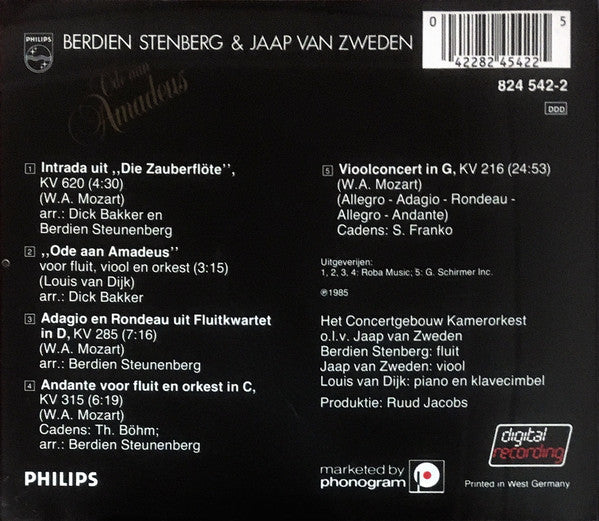 PHILIPS
BERDIEN STENBERG & JAAP VAN ZWEDEN
0 5
42282 45422
824 542-2
DDD
Ode aan
Amadeus
1 Intrada uit ,,Die Zauberflöte'',
KV 620 (4:30)
(W.A. Mozart)
arr.: Dick Bakker en
Berdien Steunenberg
2 ,,Ode aan Amadeus''
voor fluit, viool en orkest (3:15)
(Louis van Dijk)
arr.: Dick Bakker
3 Adagio en Rondeau uit Fluitkwartet
in D, KV 285 (7:16)
(W.A. Mozart)
arr.: Berdien Steunenberg
4 Andante voor fluit en orkest in C,
KV 315 (6:19)
(W.A. Mozart)
Cadens: Th. Böhm;
arr.: Berdien Steunenberg
5 Vioolconcert in G, KV 216 (24:53)
(W.A. Mozart)
(Allegro - Adagio - Rondeau -
Allegro - Andante)
Cadens: S. Franko
Uitgeverijen:
1, 2, 3, 4: Roba Music; 5: G. Schirmer Inc.
℗1985
Het Concertgebouw Kamerorkest
o.l.v. Jaap van Zweden
Berdien Stenberg: fluit
Jaap van Zweden: viool
Louis van Dijk: piano en klavecimbel
Produktie: Ruud Jacobs
PHILIPS
marketed by
phonogram
digital
recording
Printed in West Germany